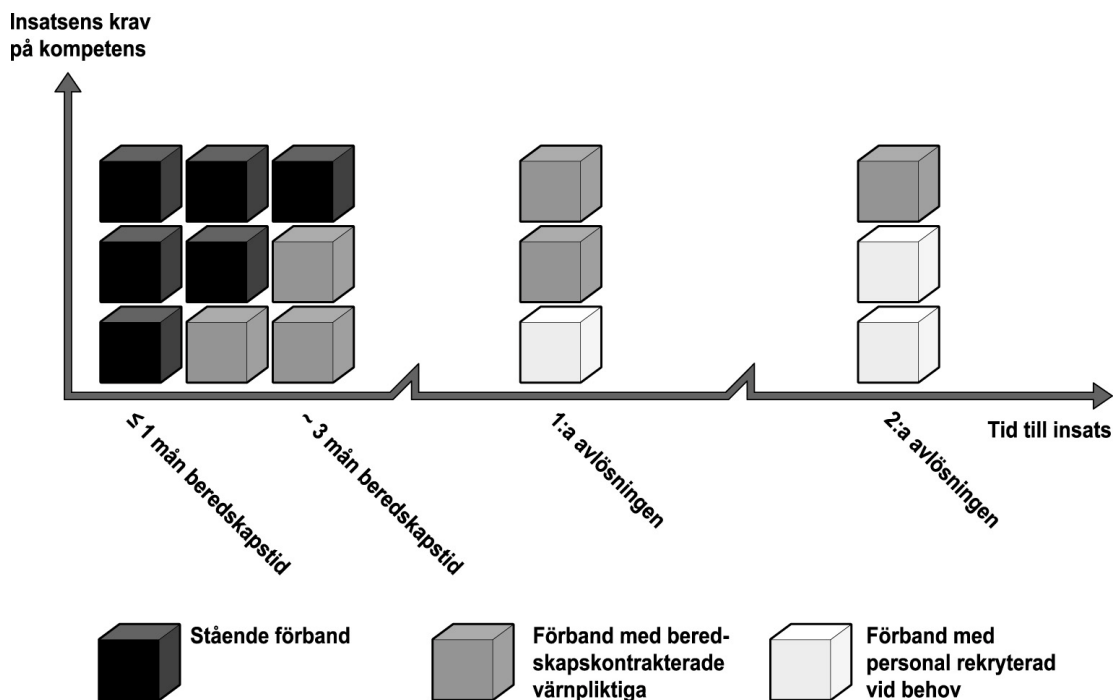 Insatsens krav
på kompetens
≤ 1 mån beredskapstid
~ 3 mån beredskapstid
1:a avlösningen
2:a avlösningen
Tid till insats
Stående förband
Förband med bered-
skapskontrakterade
värnpliktiga
Förband med
personal rekryterad
vid behov